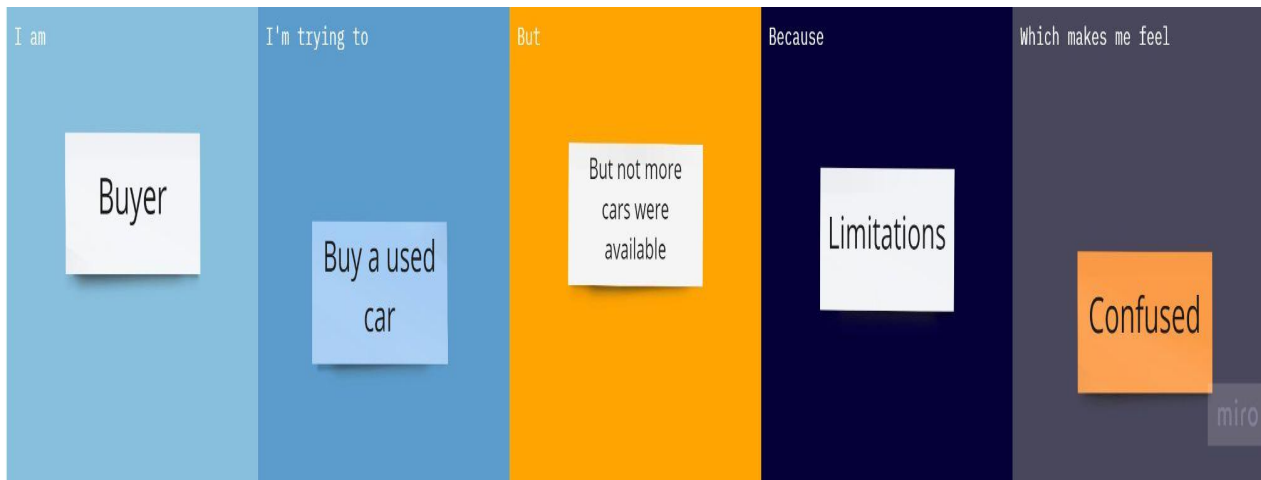 I am
Buyer
I'm trying to
Buy a used
car
But
But not more
cars were
available
Because
Limitations
Which makes me feel
Confused
miro